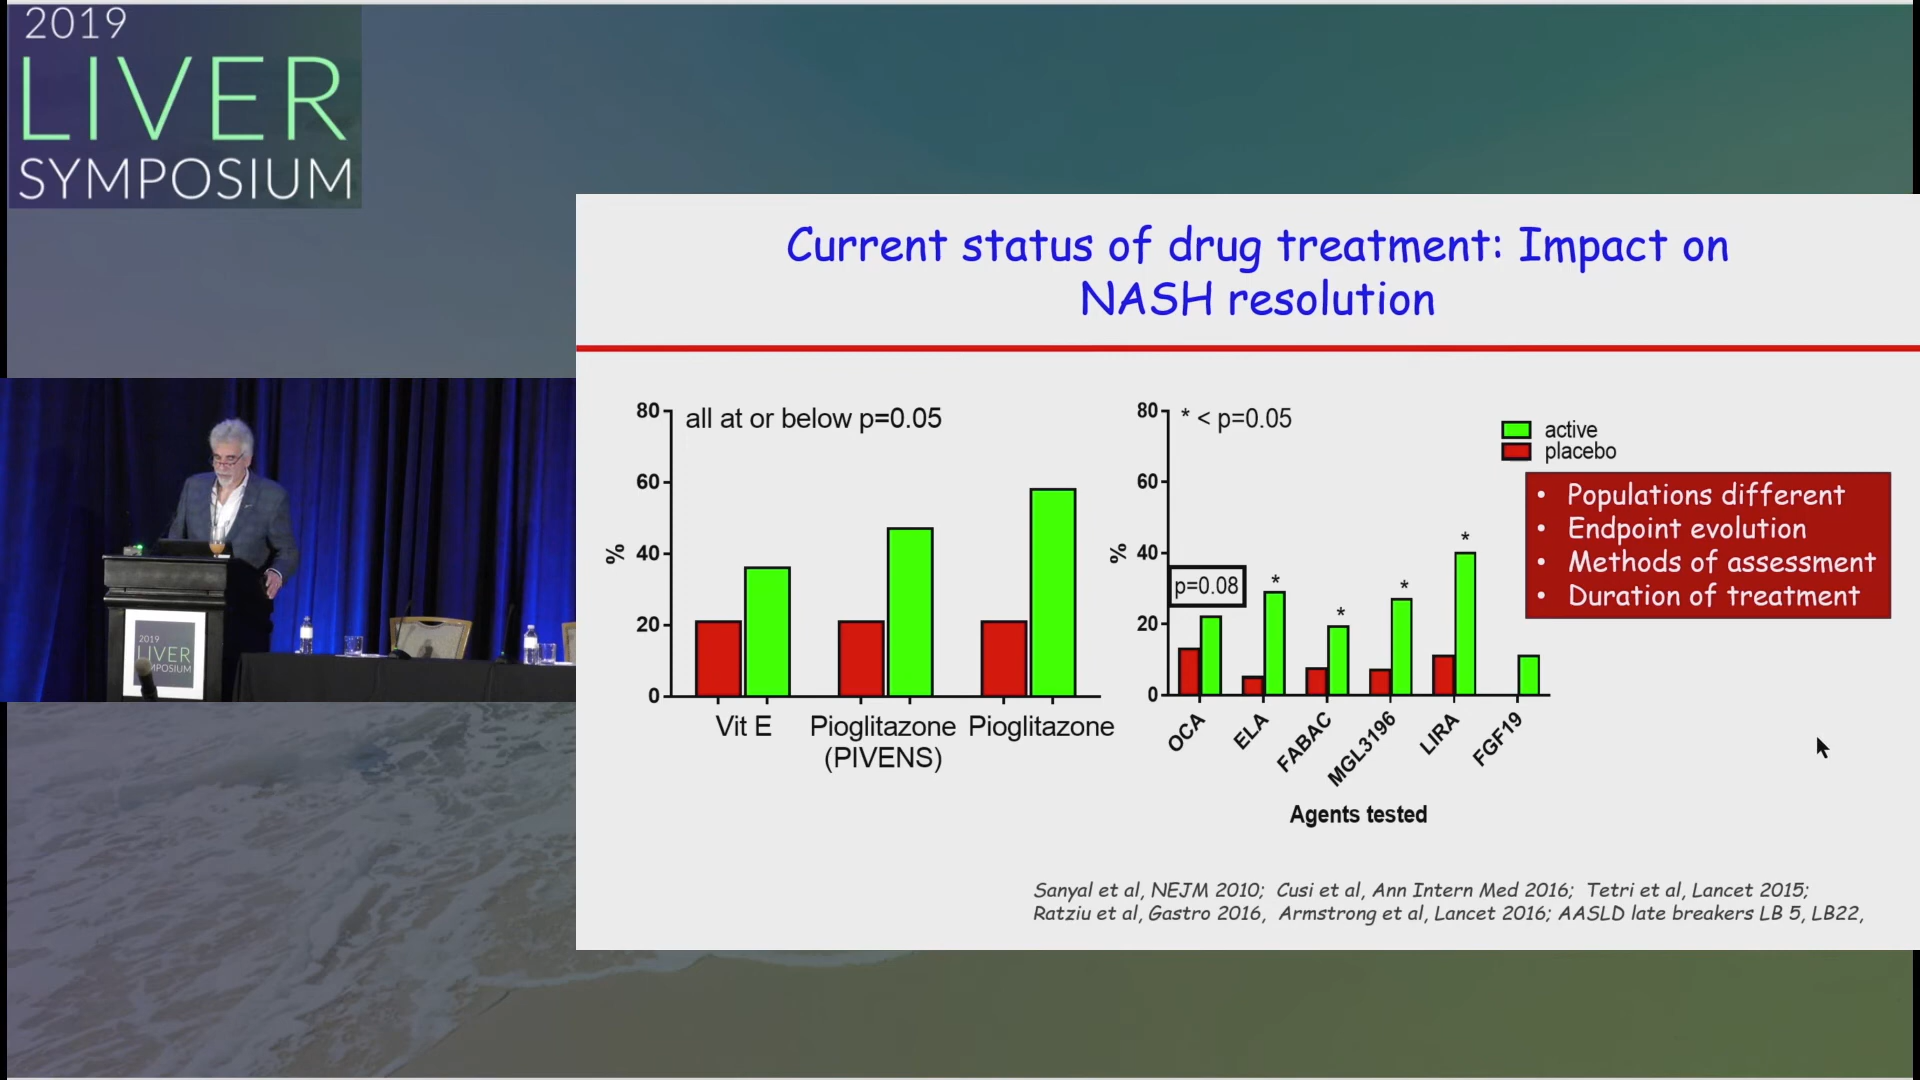 2019
LIVER
SYMPOSIUM
Current status of drug treatment: Impact on
NASH resolution
80
60
40
20
0
%
all at or below p=0.05
Vit E
Pioglitazone
(PIVENS)
Pioglitazone
80
60
40
20
0
%
* < p=0.05
p=0.08
*
*
*
*
OCA
ELA
FABAC
MGL3196
LIRA
FGF19
Agents tested
active
placebo
• Populations different
• Endpoint evolution
• Methods of assessment
• Duration of treatment
Sanyal et al, NEJM 2010; Cusi et al, Ann Intern Med 2016; Tetri et al, Lancet 2015;
Ratziu et al, Gastro 2016, Armstrong et al, Lancet 2016; AASLD late breakers LB 5, LB22,
2019
LIVER
MPOSIUM